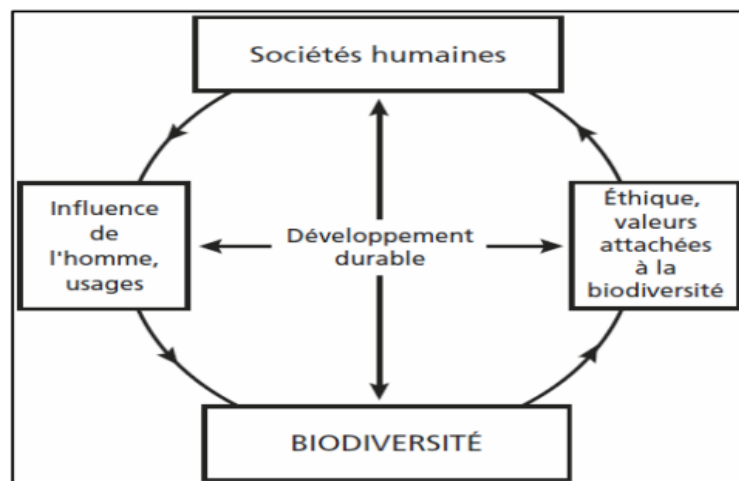 Sociétés humaines
Influence
de
l'homme,
usages
Développement
durable
Éthique,
valeurs
attachées
à la
biodiversité
BIODIVERSITÉ